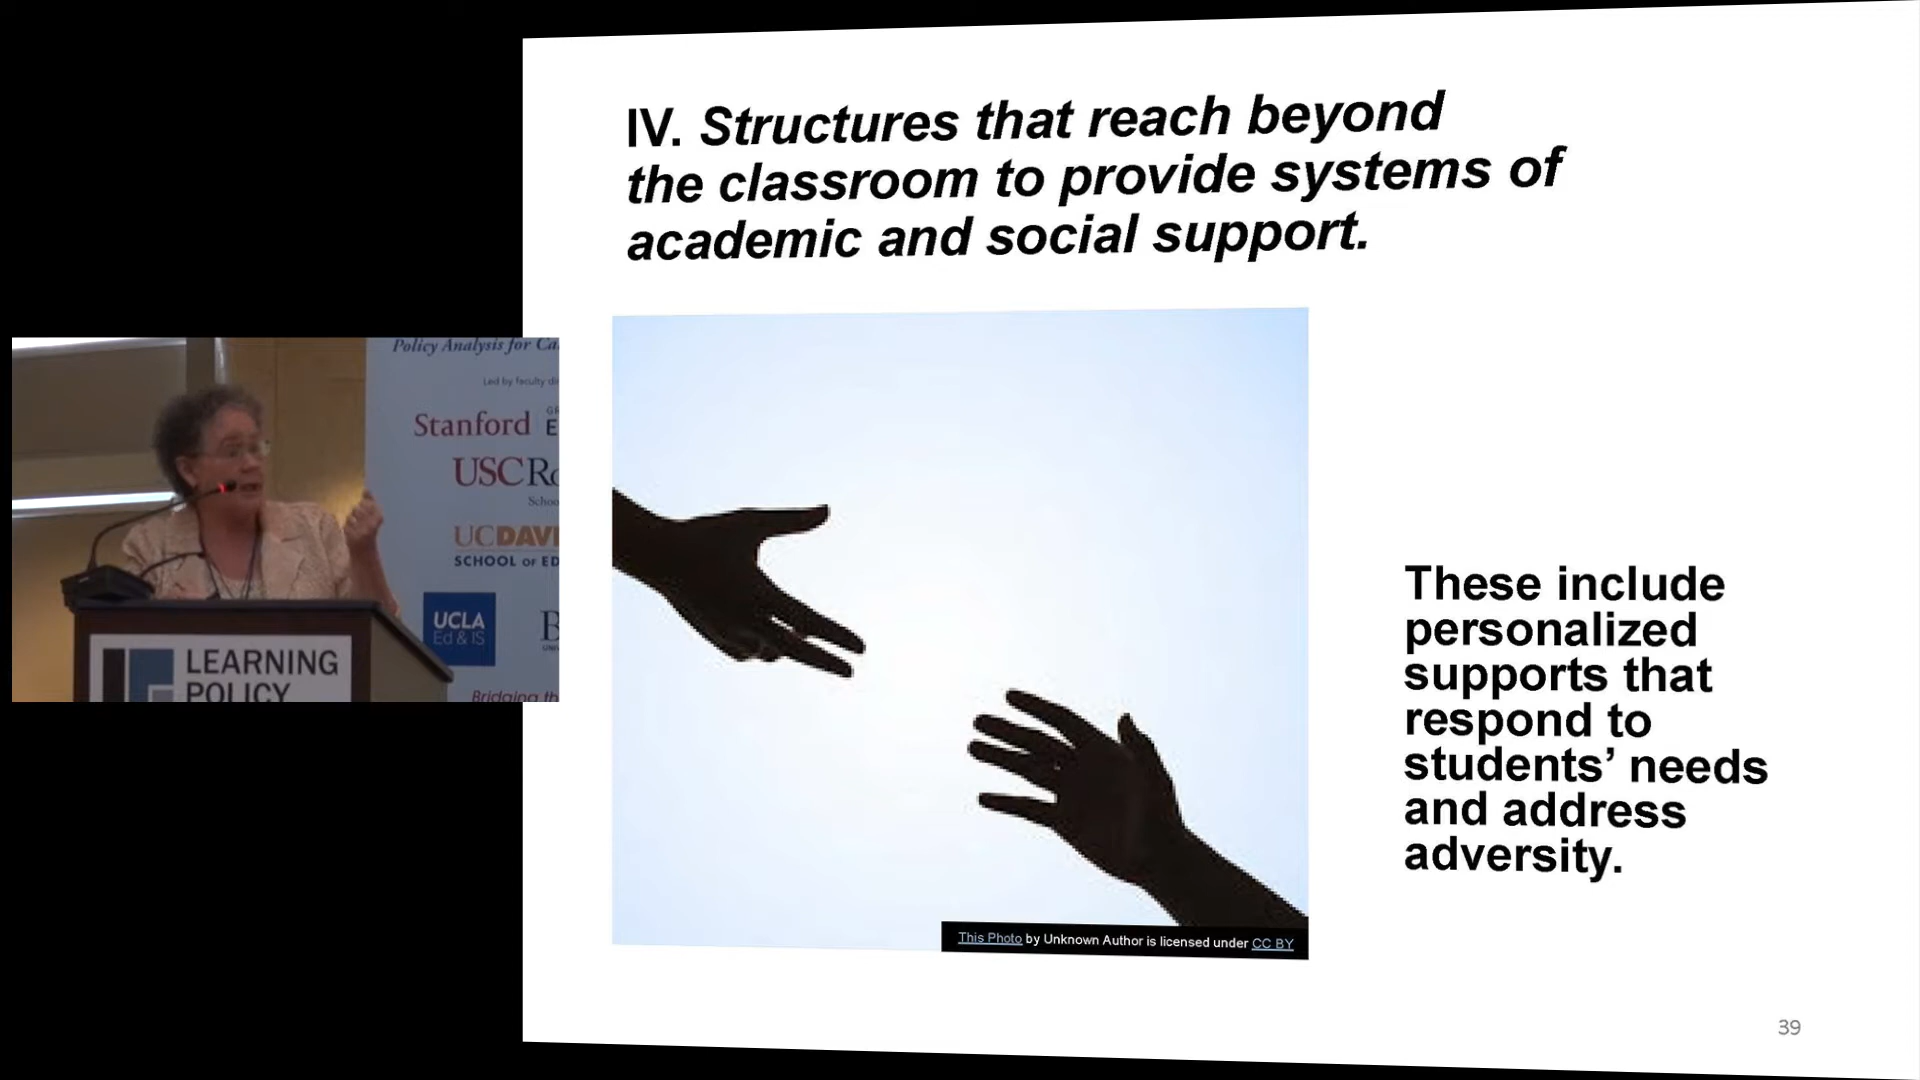 IV. Structures that reach beyond
the classroom to provide systems of
academic and social support.
Policy Analysis for Ca
Led by faculty di
Stanford
USC
UC DAVI
SCHOOL OF ED
UCLA
Ed & IS
LEARNING
POLICY
Bridging th
These include
personalized
supports that
respond to
students’ needs
and address
adversity.
This Photo by Unknown Author is licensed under CC BY
39